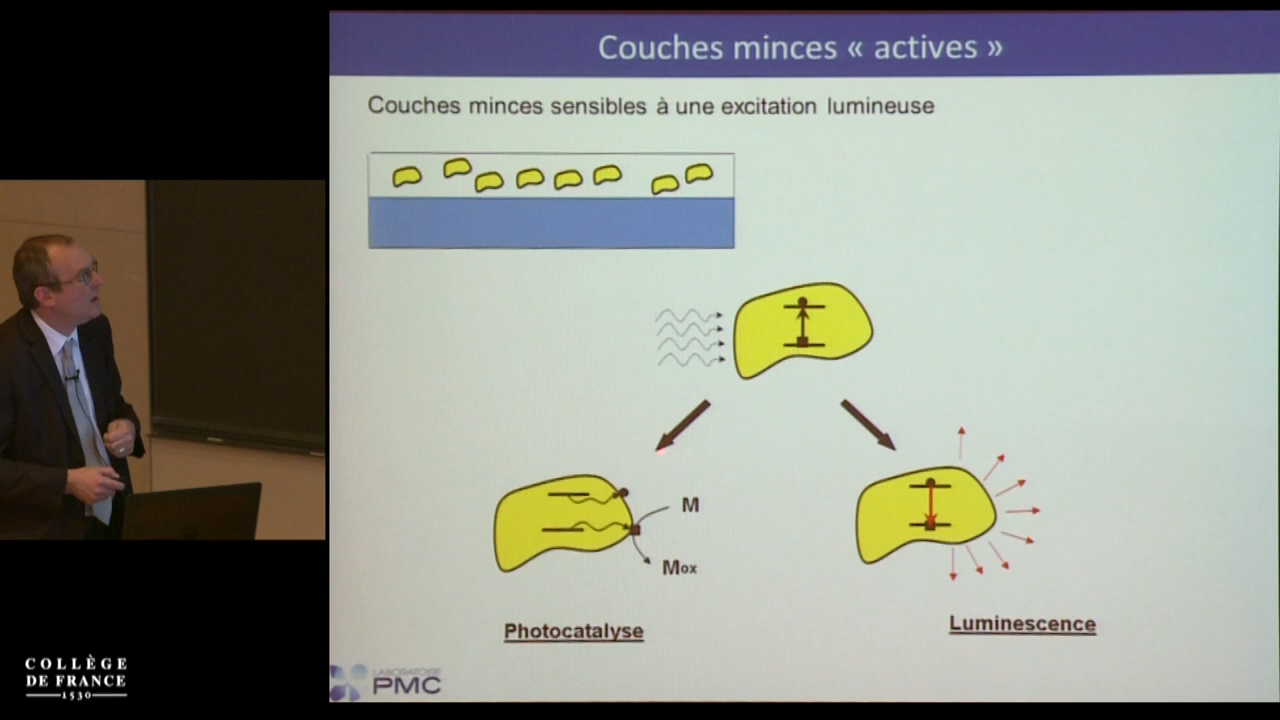 Couches minces « actives »
Couches minces sensibles à une excitation lumineuse
M
Mox
Photocatalyse
Luminescence
LABORATOIRE
PMC
COLLÈGE
DE FRANCE
1530